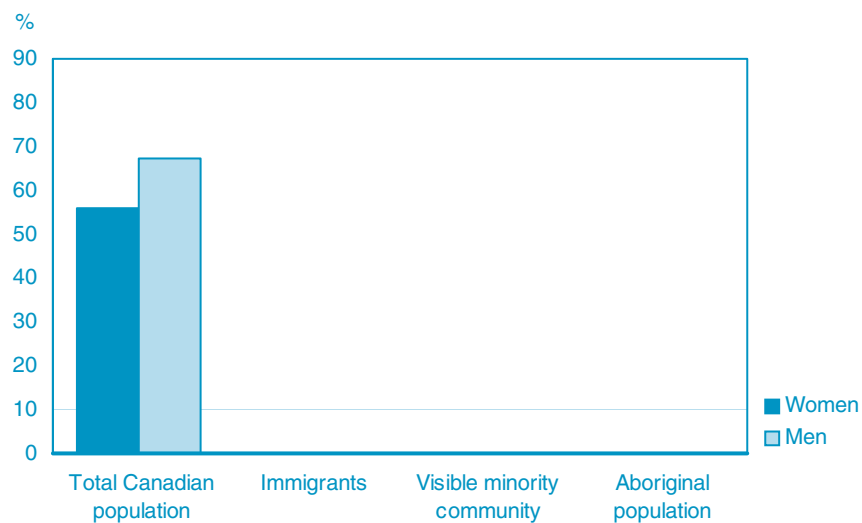 %
90
80
70
60
50
40
30
20
10
0
Women
Men
Total Canadian
population
Immigrants
Visible minority
community
Aboriginal
population